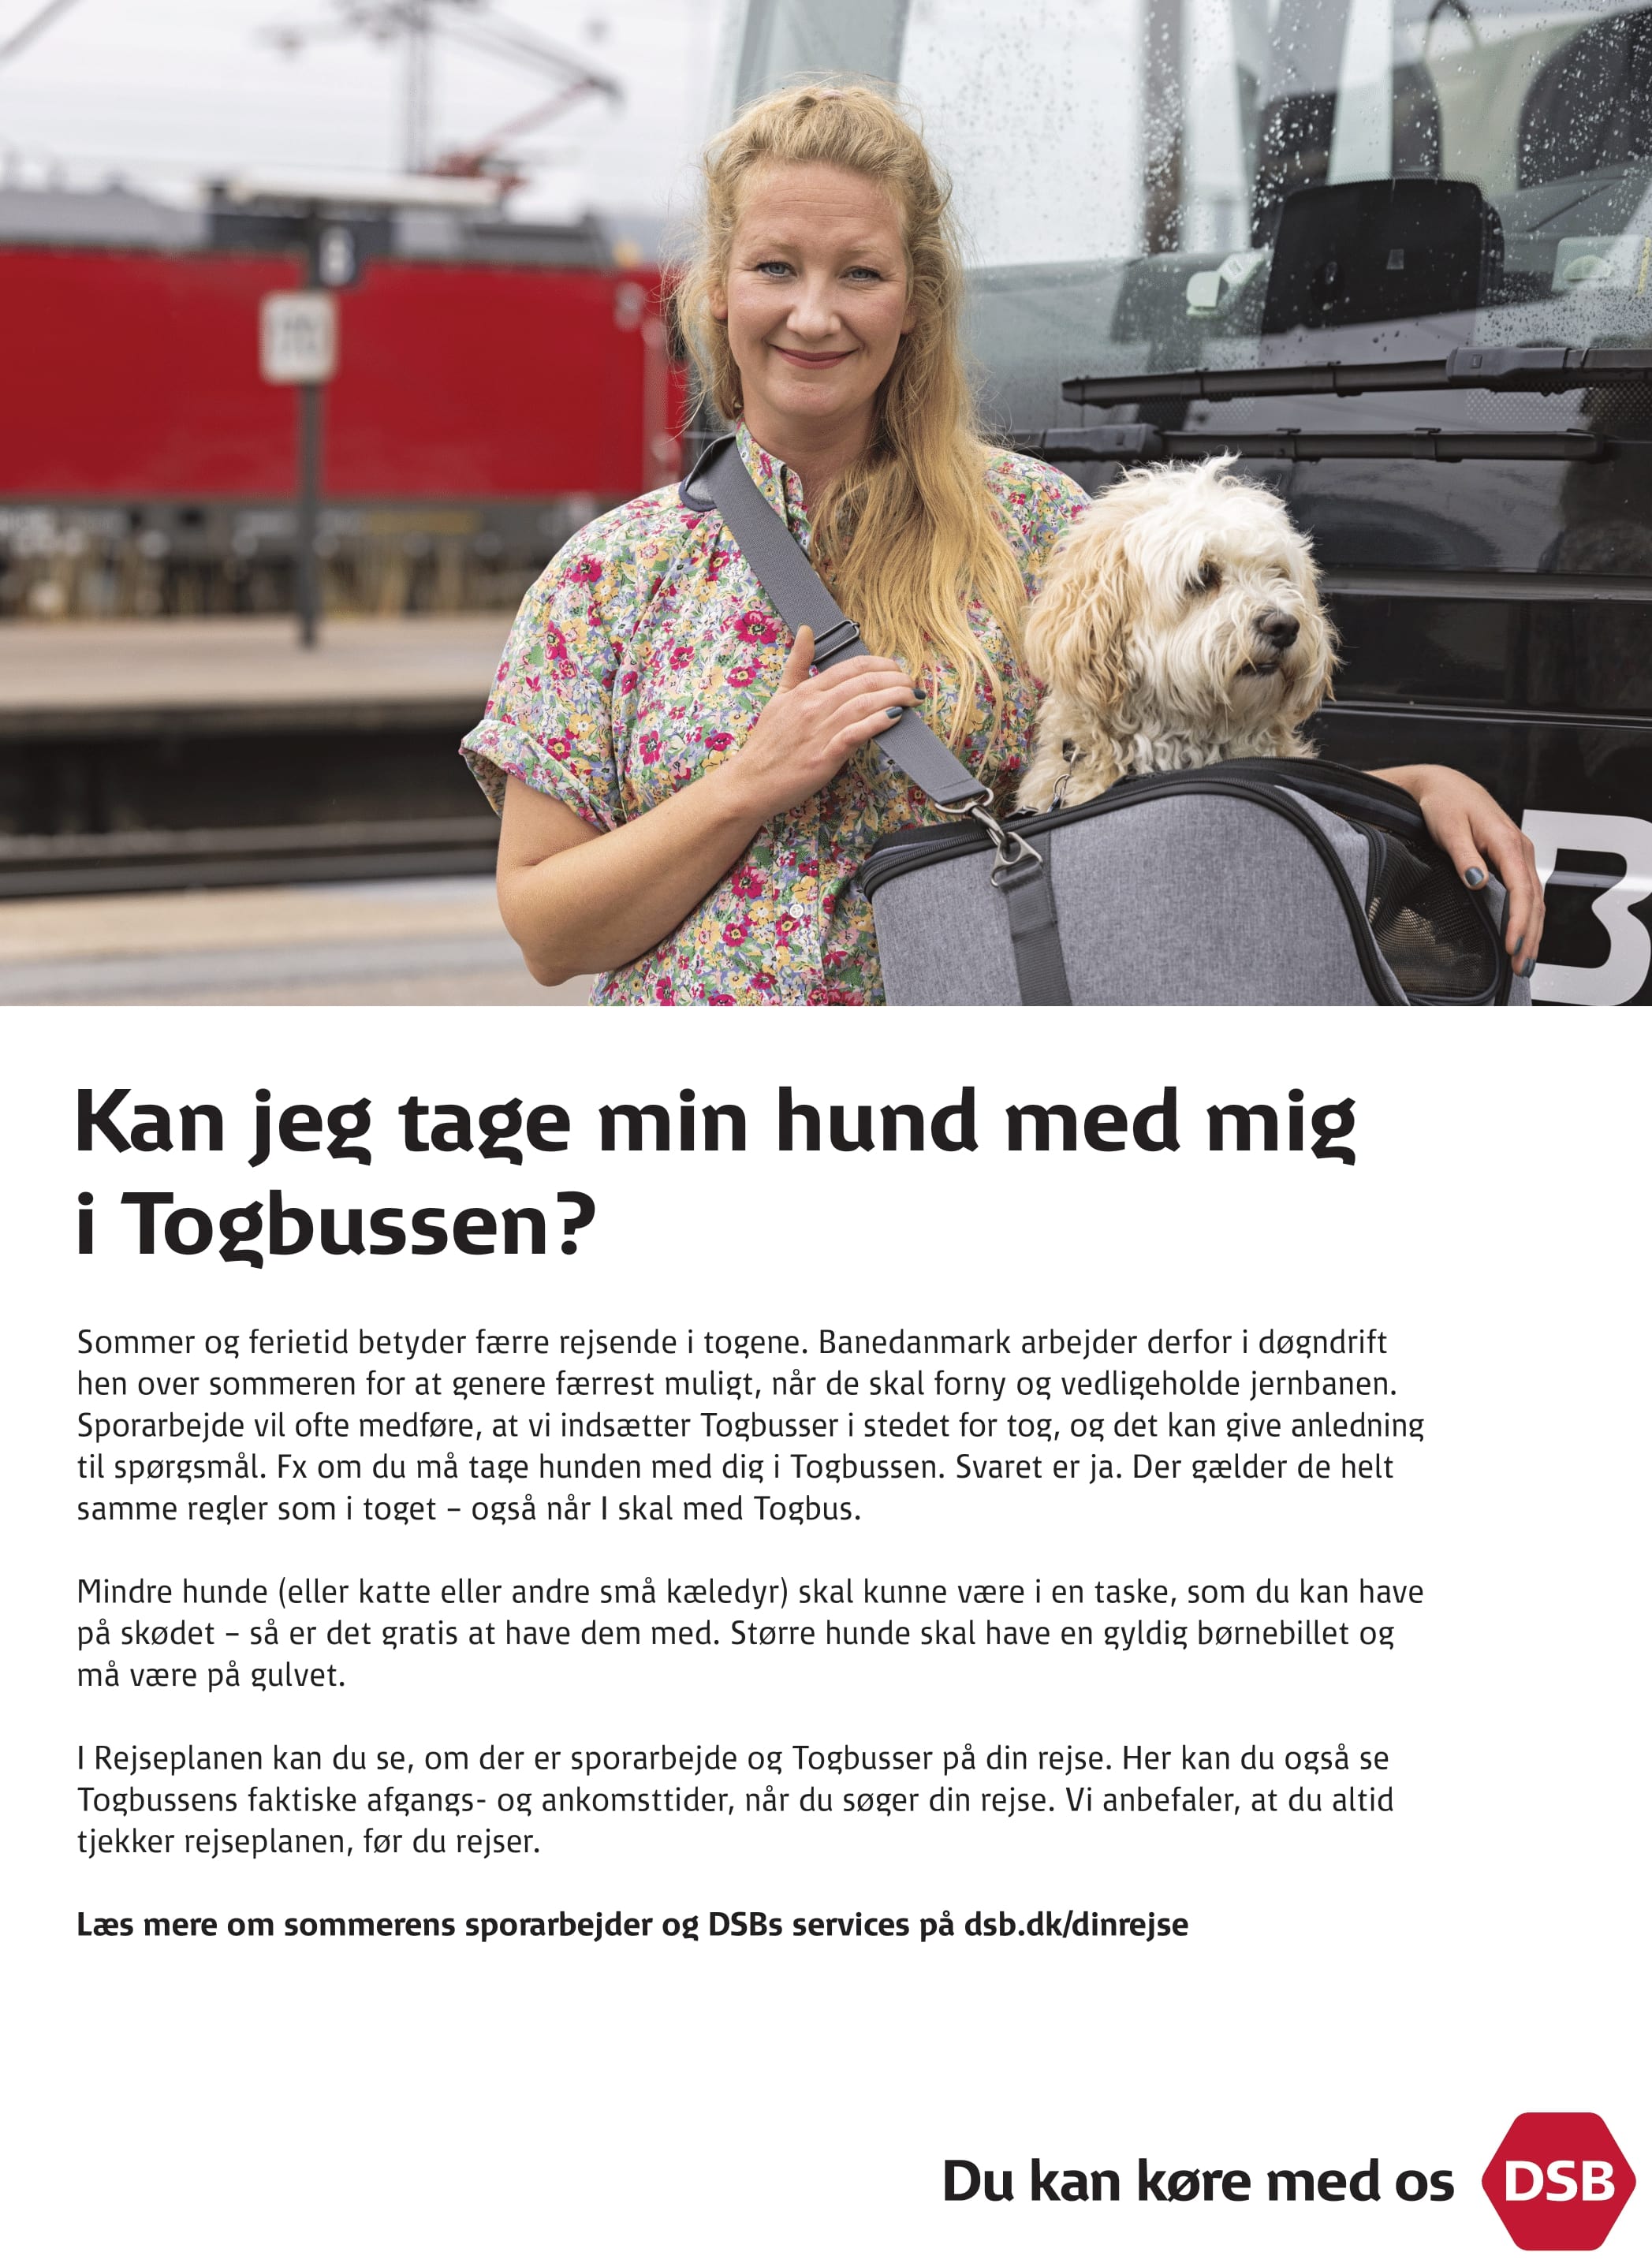 B
Kan jeg tage min hund med mig
i Togbussen?
Sommer og ferietid betyder færre rejsende i togene. Banedanmark arbejder derfor i døgndrift
hen over sommeren for at genere færrest muligt, når de skal forny og vedligeholde jernbanen.
Sporarbejde vil ofte medføre, at vi indsætter Togbusser i stedet for tog, og det kan give anledning
til spørgsmål. Fx om du må tage hunden med dig i Togbussen. Svaret er ja. Der gælder de helt
samme regler som i toget – også når I skal med Togbus.
Mindre hunde (eller katte eller andre små kæledyr) skal kunne være i en taske, som du kan have
på skødet – så er det gratis at have dem med. Større hunde skal have en gyldig børnebillet og
må være på gulvet.
I Rejseplanen kan du se, om der er sporarbejde og Togbusser på din rejse. Her kan du også se
Togbussens faktiske afgangs- og ankomsttider, når du søger din rejse. Vi anbefaler, at du altid
tjekker rejseplanen, før du rejser.
Læs mere om sommerens sporarbejder og DSBs services på dsb.dk/dinrejse
Du kan køre med os DSB